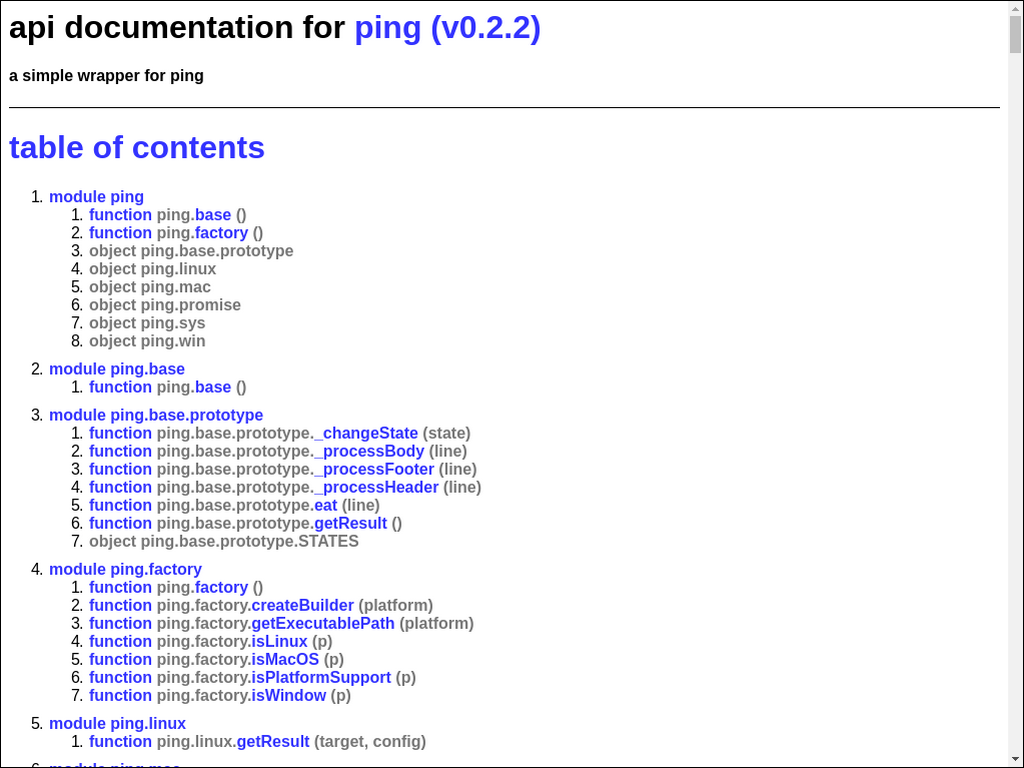 api documentation for ping (v0.2.2)
a simple wrapper for ping
table of contents
1. module ping
1. function ping.base ()
2. function ping.factory ()
3. object ping.base.prototype
4. object ping.linux
5. object ping.mac
6. object ping.promise
7. object ping.sys
8. object ping.win
2. module ping.base
1. function ping.base ()
3. module ping.base.prototype
1. function ping.base.prototype._changeState (state)
2. function ping.base.prototype._processBody (line)
3. function ping.base.prototype._processFooter (line)
4. function ping.base.prototype._processHeader (line)
5. function ping.base.prototype.eat (line)
6. function ping.base.prototype.getResult ()
7. object ping.base.prototype.STATES
4. module ping.factory
1. function ping.factory ()
2. function ping.factory.createBuilder (platform)
3. function ping.factory.getExecutablePath (platform)
4. function ping.factory.isLinux (p)
5. function ping.factory.isMacOS (p)
6. function ping.factory.isPlatformSupport (p)
7. function ping.factory.isWindow (p)
5. module ping.linux
1. function ping.linux.getResult (target, config)
6. module ping.mac